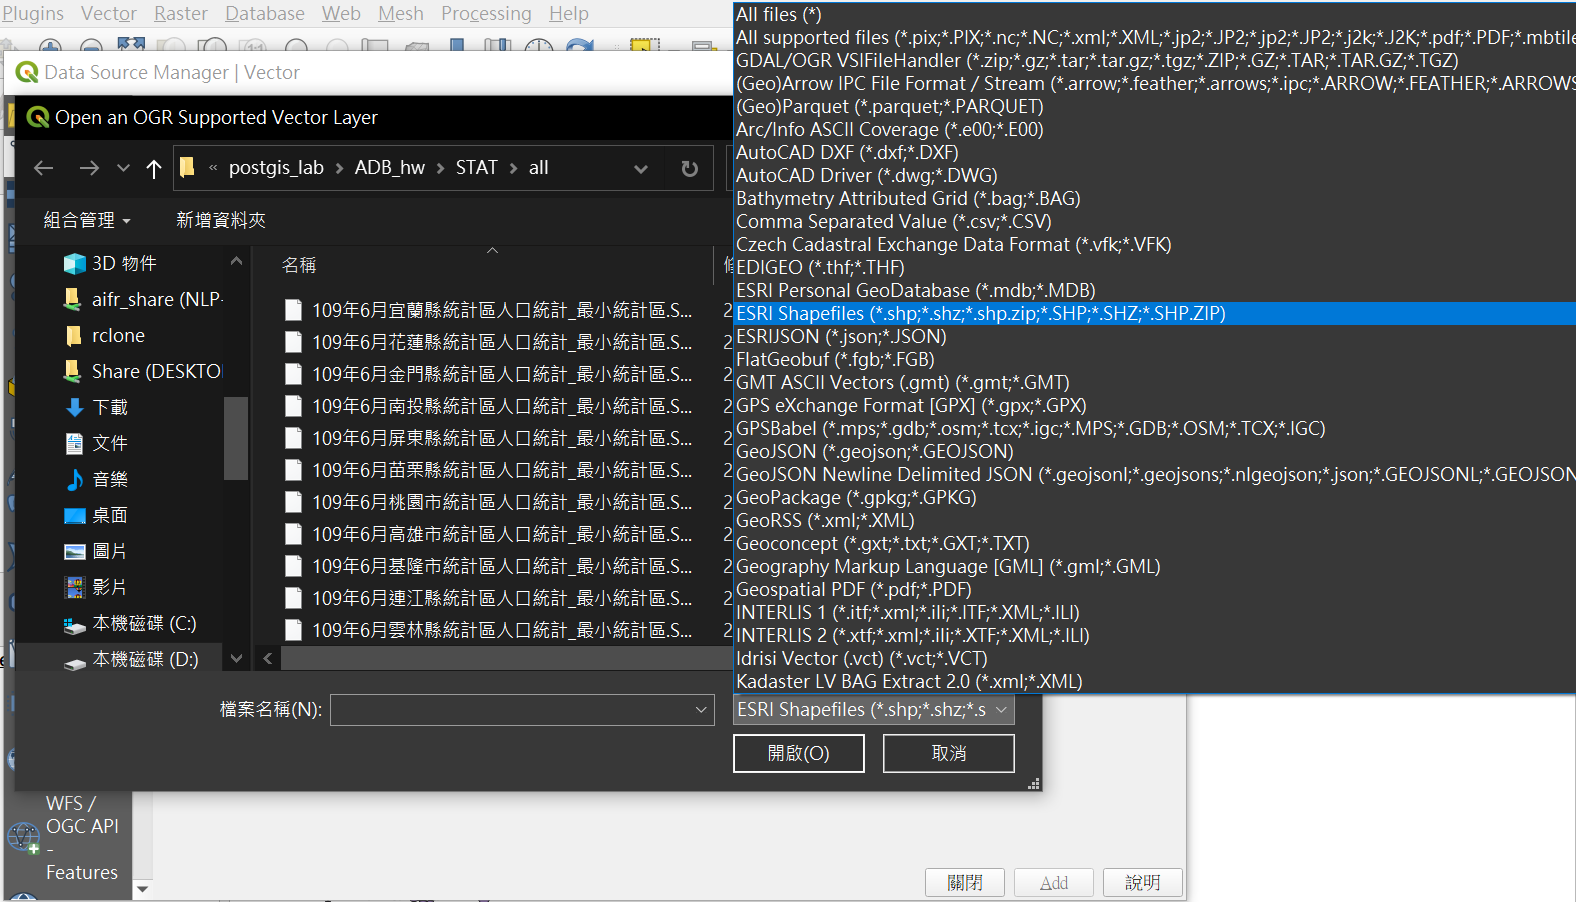 Plugins Vector Raster Database Web Mesh Processing Help
Data Source Manager | Vector
Open an OGR Supported Vector Layer
« postgis_lab › ADB_hw › STAT › all
組合管理 新增資料夾
3D 物件
aifr_share (NLP-
rclone
Share (DESKTO
下載
文件
音樂
桌面
圖片
影片
本機磁碟 (C:)
本機磁碟 (D:)
名稱
109年6月宜蘭縣統計區人口統計_最小統計區.S...
109年6月花蓮縣統計區人口統計_最小統計區.S...
109年6月金門縣統計區人口統計_最小統計區.S...
109年6月南投縣統計區人口統計_最小統計區.S...
109年6月屏東縣統計區人口統計_最小統計區.S...
109年6月苗栗縣統計區人口統計_最小統計區.S...
109年6月桃園市統計區人口統計_最小統計區.S...
109年6月高雄市統計區人口統計_最小統計區.S...
109年6月基隆市統計區人口統計_最小統計區.S...
109年6月連江縣統計區人口統計_最小統計區.S...
109年6月雲林縣統計區人口統計_最小統計區.S...
All files (*)
All supported files (*.pix;*.PIX;*.nc;*.NC;*.xml;*.XML;*.jp2;*.JP2;*.jp2;*.JP2;*.j2k;*.J2K;*.pdf;*.PDF;*.mbtile
GDAL/OGR VSIFileHandler (*.zip;*.gz;*.tar;*.tar.gz;*.tgz;*.ZIP;*.GZ;*.TAR;*.TAR.GZ;*.TGZ)
(Geo)Arrow IPC File Format / Stream (*.arrow;*.feather;*.arrows;*.ipc;*.ARROW;*.FEATHER;*.ARROWS
(Geo)Parquet (*.parquet;*.PARQUET)
Arc/Info ASCII Coverage (*.e00;*.E00)
AutoCAD DXF (*.dxf;*.DXF)
AutoCAD Driver (*.dwg;*.DWG)
Bathymetry Attributed Grid (*.bag;*.BAG)
Comma Separated Value (*.csv;*.CSV)
Czech Cadastral Exchange Data Format (*.vfk;*.VFK)
EDIGEO (*.thf;*.THF)
ESRI Personal GeoDatabase (*.mdb;*.MDB)
ESRI Shapefiles (*.shp;*.shz;*.shp.zip;*.SHP;*.SHZ;*.SHP.ZIP)
ESRIJSON (*.json;*.JSON)
FlatGeobuf (*.fgb;*.FGB)
GMT ASCII Vectors (.gmt) (*.gmt;*.GMT)
GPS eXchange Format [GPX] (*.gpx;*.GPX)
GPSBabel (*.mps;*.gdb;*.osm;*.tcx;*.igc;*.MPS;*.GDB;*.OSM;*.TCX;*.IGC)
GeoJSON (*.geojson;*.GEOJSON)
GeoJSON Newline Delimited JSON (*.geojsonl;*.geojsons;*.nlgeojson;*.json;*.GEOJSONL;*.GEOJSON
GeoPackage (*.gpkg;*.GPKG)
GeoRSS (*.xml;*.XML)
Geoconcept (*.gxt;*.txt;*.GXT;*.TXT)
Geography Markup Language [GML] (*.gml;*.GML)
Geospatial PDF (*.pdf;*.PDF)
INTERLIS 1 (*.itf;*.xml;*.ili;*.ITF;*.XML;*.ILI)
INTERLIS 2 (*.xtf;*.xml;*.ili;*.XTF;*.XML;*.ILI)
Idrisi Vector (.vct) (*.vct;*.VCT)
Kadaster LV BAG Extract 2.0 (*.xml;*.XML)
檔案名稱(N): ESRI Shapefiles (*.shp;*.shz;*.s
開啟(O) 取消
WFS /
OGC API
-
Features
關閉 Add 說明